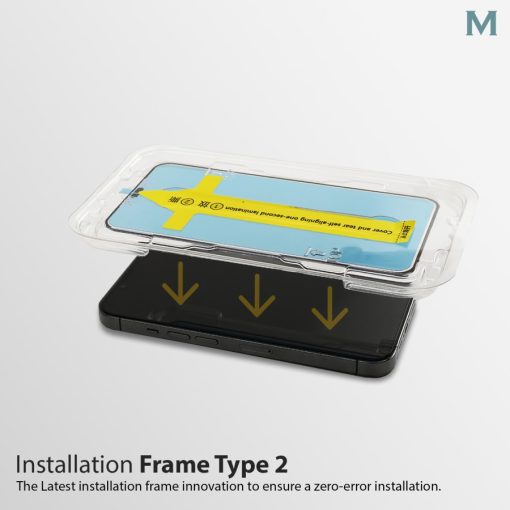 M
Cover and tear self-aligning one-second lamination
Installation Frame Type 2
The Latest installation frame innovation to ensure a zero-error installation.